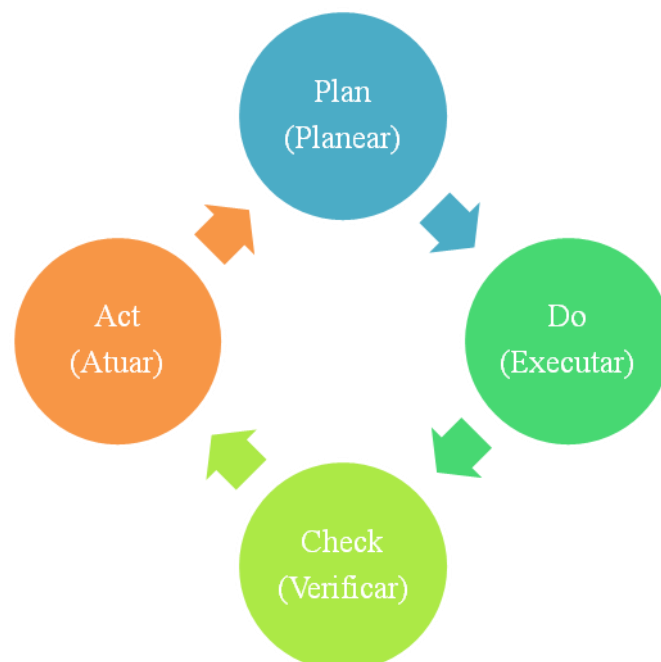 Plan
(Planear)
Do
(Executar)
Check
(Verificar)
Act
(Atuar)